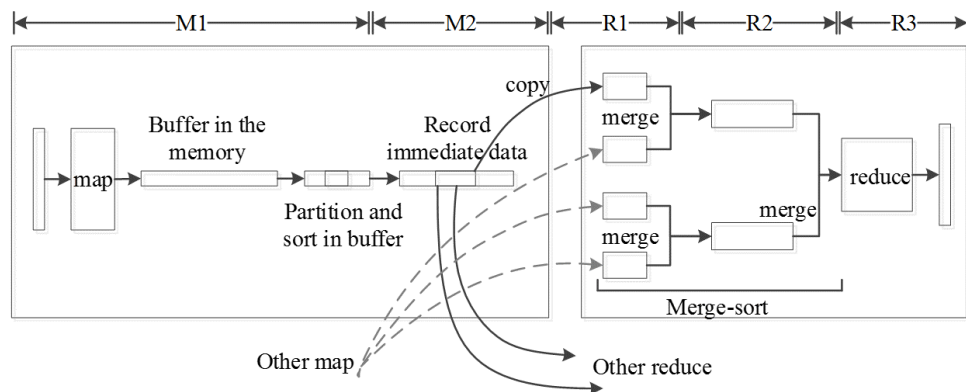 M1
M2
R1
R2
R3
copy
Buffer in the
memory
Record
immediate data
map
merge
Partition and
sort in buffer
reduce
merge
merge
Merge-sort
Other map
Other reduce